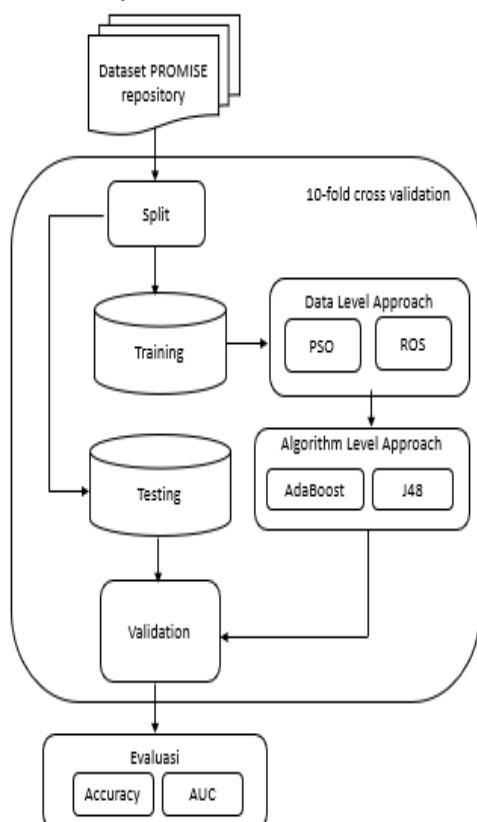 Dataset PROMISE
repository
10-fold cross validation
Split
Training
Data Level Approach
PSO
ROS
Algorithm Level Approach
AdaBoost
J48
Testing
Validation
Evaluasi
Accuracy
AUC